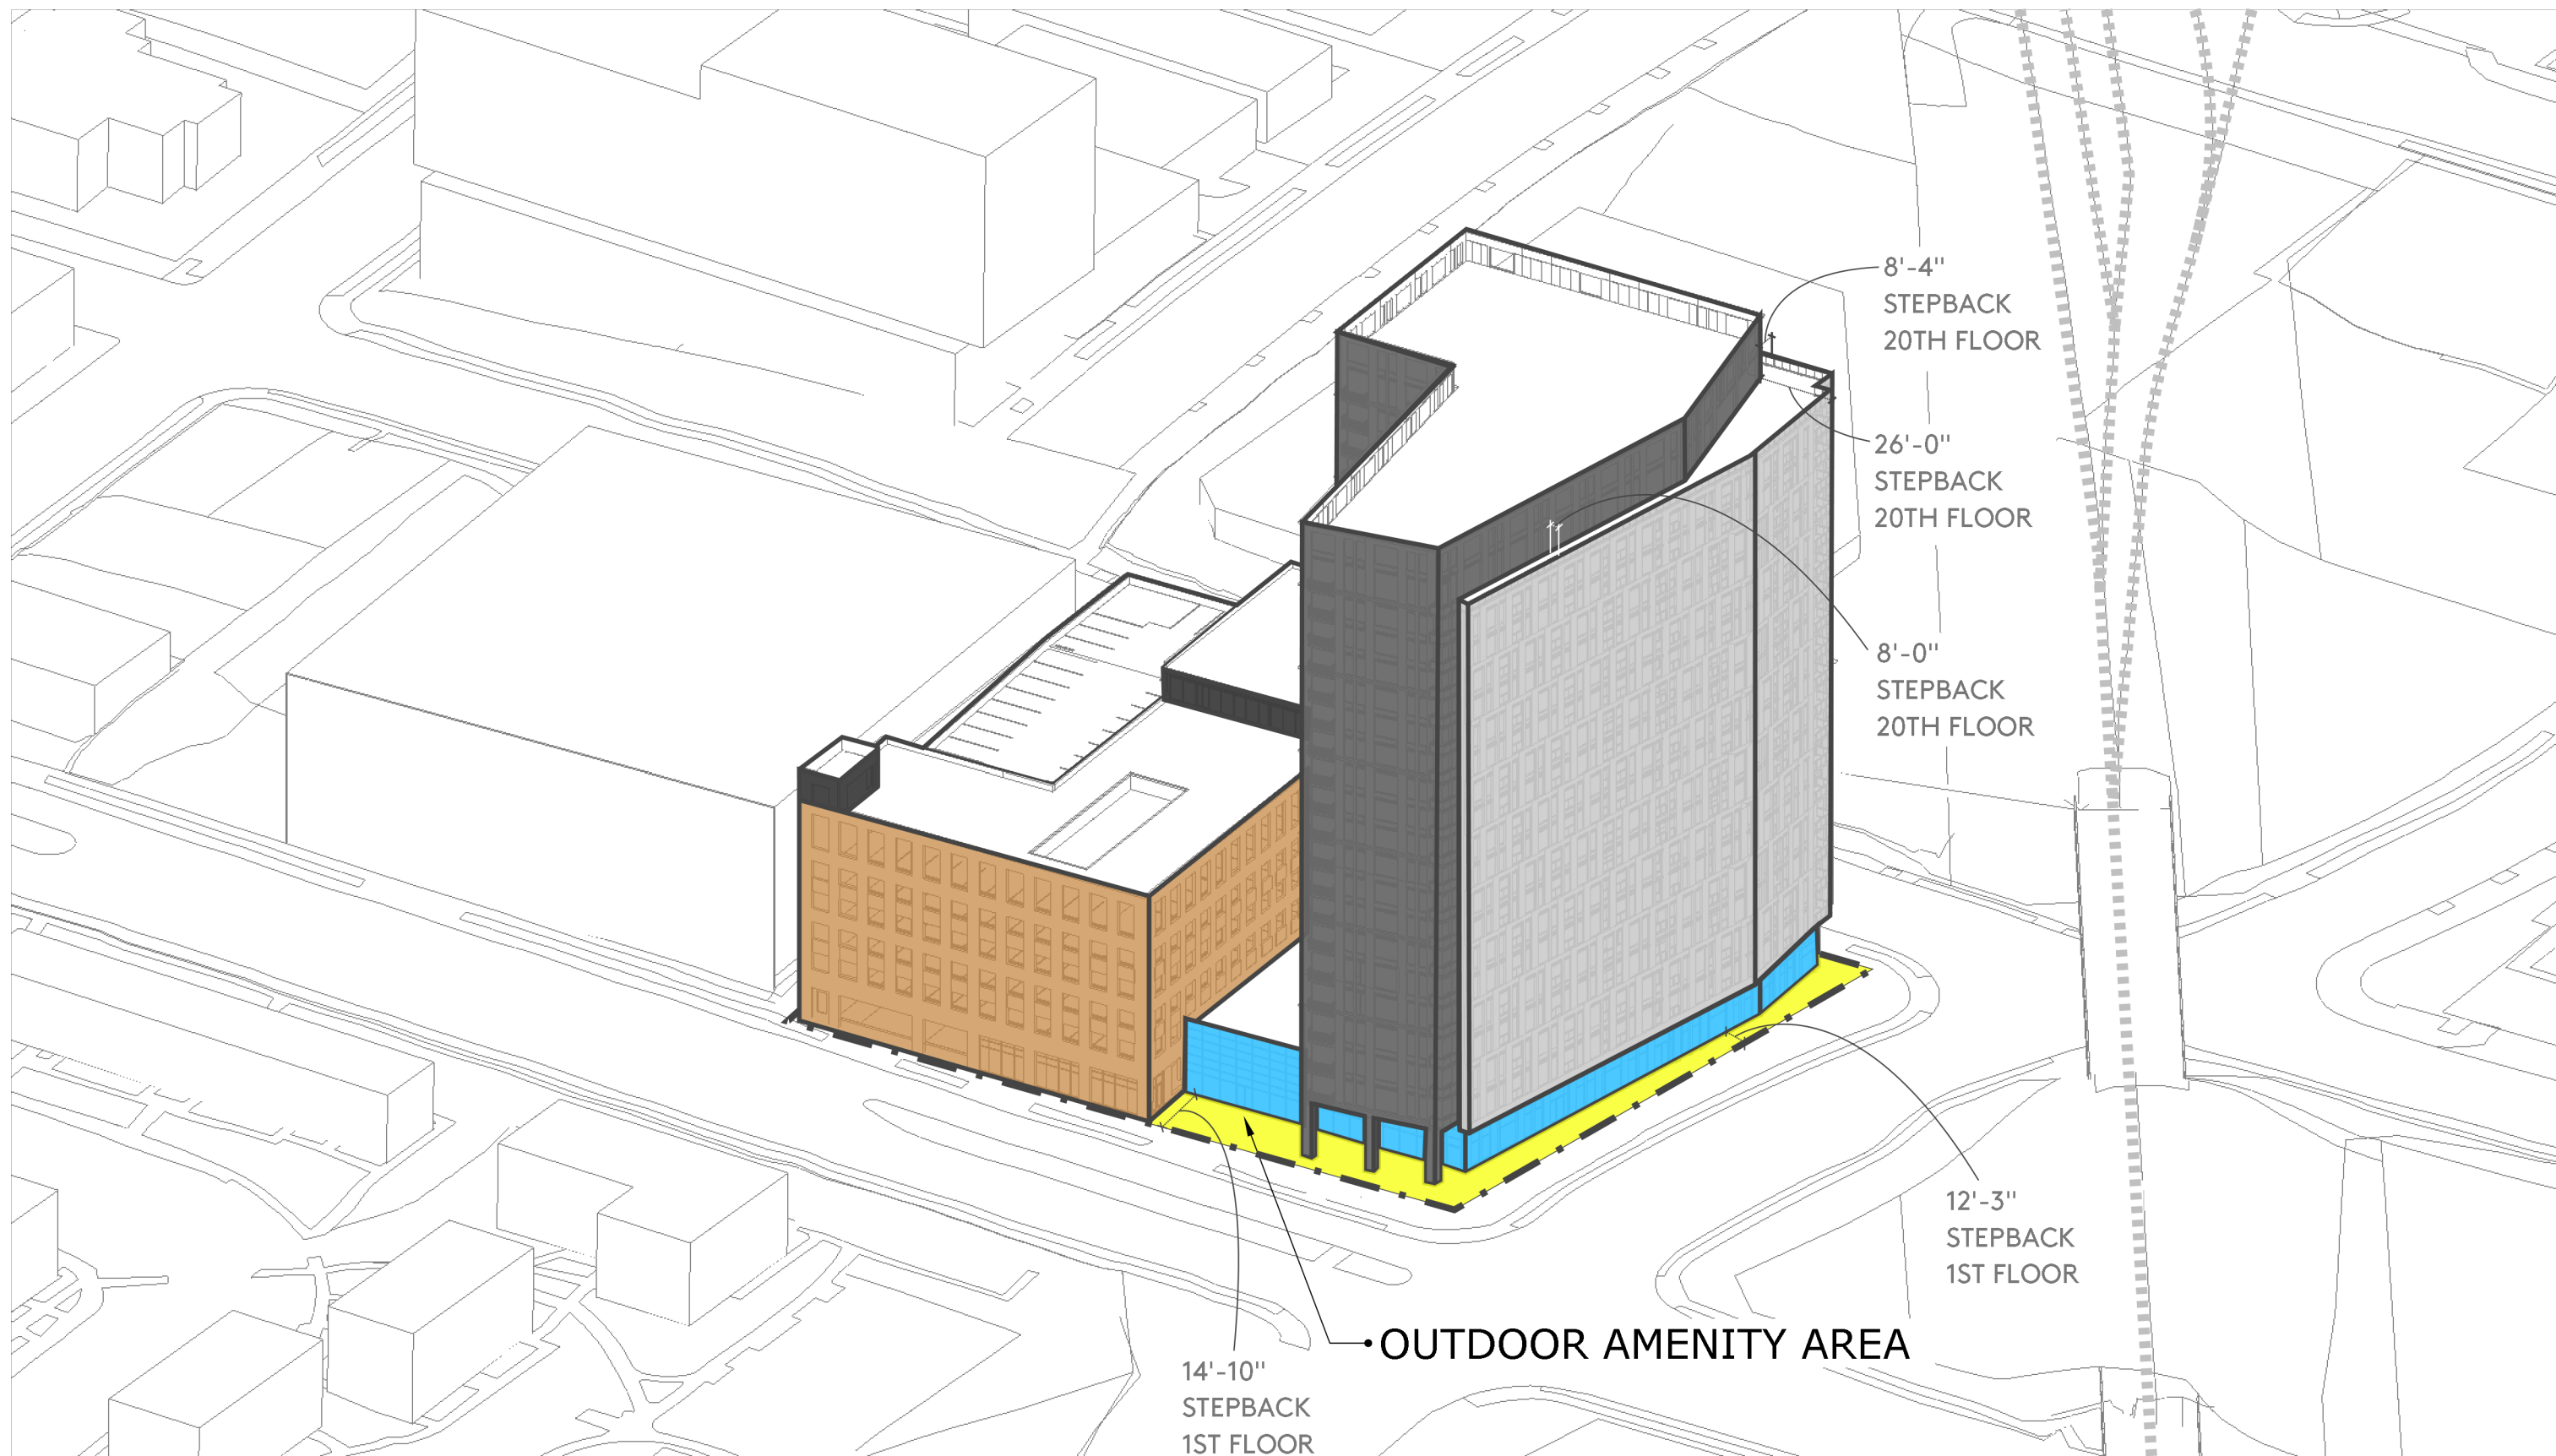 8'-4"
STEPBACK
20TH FLOOR
26'-0"
STEPBACK
20TH FLOOR
8'-0"
STEPBACK
20TH FLOOR
12'-3"
STEPBACK
1ST FLOOR
OUTDOOR AMENITY AREA
14'-10"
STEPBACK
1ST FLOOR